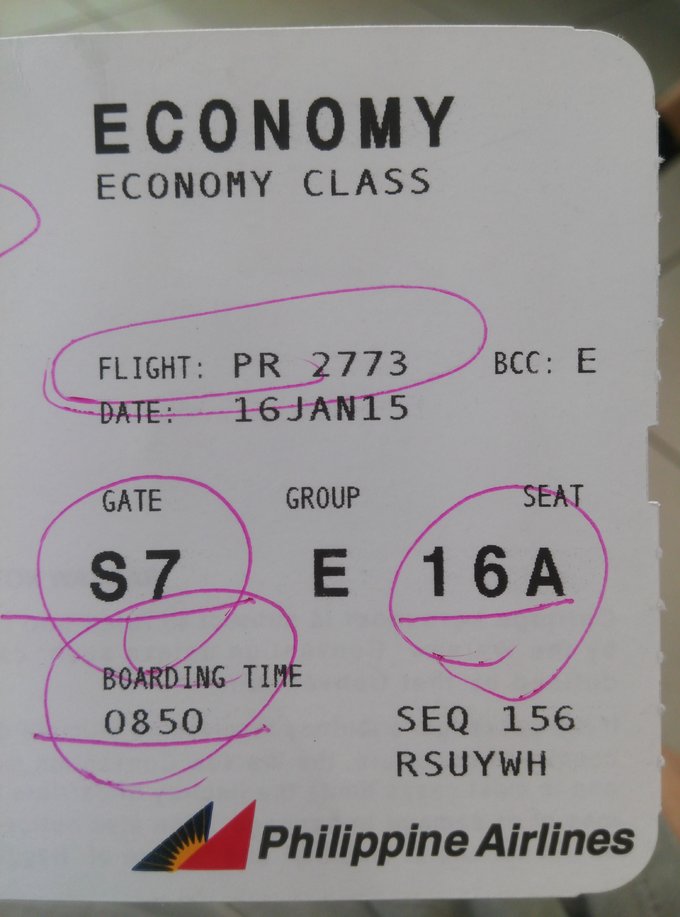 ECONOMY
ECONOMY CLASS
FLIGHT: PR 2773 BCC: E
DATE: 16JAN15
GATE GROUP SEAT
S7 E 16A
BOARDING TIME
0850 SEQ 156
RSUYWH
Philippine Airlines